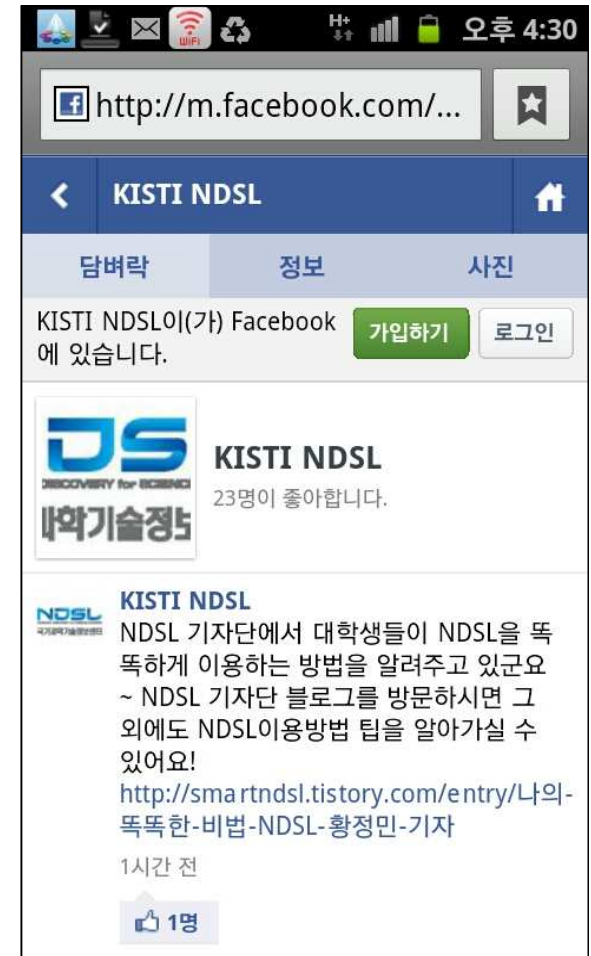 WiFi H+ 오후 4:30
http://m.facebook.com/...
KISTI NDSL
담벼락 정보 사진
KISTI NDSL이(가) Facebook
에 있습니다.
가입하기 로그인
DS
DISCOVERY for SCIENCE
과학기술정보
KISTI NDSL
23명이 좋아합니다.
NDSL
KISTI NDSL
NDSL 기자단에서 대학생들이 NDSL을 똑
똑하게 이용하는 방법을 알려주고 있군요
~ NDSL 기자단 블로그를 방문하시면 그
외에도 NDSL이용방법 팁을 알아가실 수
있어요!
http://smartndsl.tistory.com/entry/나의-
똑똑한-비법-NDSL-황정민-기자
1시간 전
1명